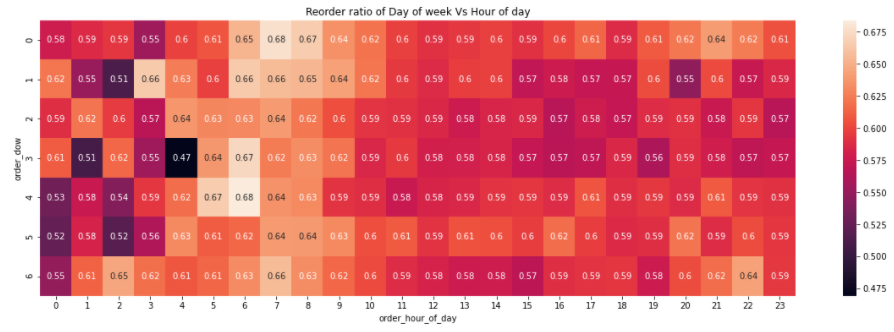 Reorder ratio of Day of week Vs Hour of day
0 0.58 0.59 0.59 0.55 0.6 0.61 0.65 0.68 0.67 0.64 0.62 0.6 0.59 0.59 0.6 0.6 0.6 0.61 0.59 0.61 0.62 0.64 0.62 0.61
1 0.62 0.55 0.51 0.66 0.63 0.6 0.66 0.66 0.65 0.64 0.62 0.6 0.59 0.6 0.6 0.57 0.58 0.57 0.57 0.6 0.55 0.6 0.57 0.59
2 0.59 0.62 0.6 0.57 0.64 0.63 0.63 0.64 0.62 0.6 0.59 0.59 0.59 0.58 0.58 0.59 0.57 0.58 0.57 0.59 0.59 0.58 0.59 0.57
3 0.61 0.51 0.62 0.55 0.47 0.64 0.67 0.62 0.63 0.62 0.59 0.6 0.58 0.58 0.58 0.57 0.57 0.57 0.59 0.56 0.59 0.58 0.57 0.57
4 0.53 0.58 0.54 0.59 0.62 0.67 0.68 0.64 0.63 0.59 0.59 0.58 0.58 0.59 0.59 0.59 0.59 0.61 0.59 0.59 0.59 0.61 0.59 0.59
5 0.52 0.58 0.52 0.56 0.63 0.61 0.62 0.64 0.64 0.63 0.6 0.61 0.59 0.61 0.6 0.6 0.62 0.6 0.59 0.59 0.62 0.59 0.6 0.59
6 0.55 0.61 0.65 0.62 0.61 0.61 0.63 0.66 0.63 0.62 0.61 0.59 0.58 0.58 0.58 0.57 0.59 0.59 0.59 0.58 0.6 0.62 0.64 0.59
order_dow
0 1 2 3 4 5 6 7 8 9 10 11 12 13 14 15 16 17 18 19 20 21 22 23
order_hour_of_day
0.675
0.650
0.625
0.600
0.575
0.550
0.525
0.500
0.475